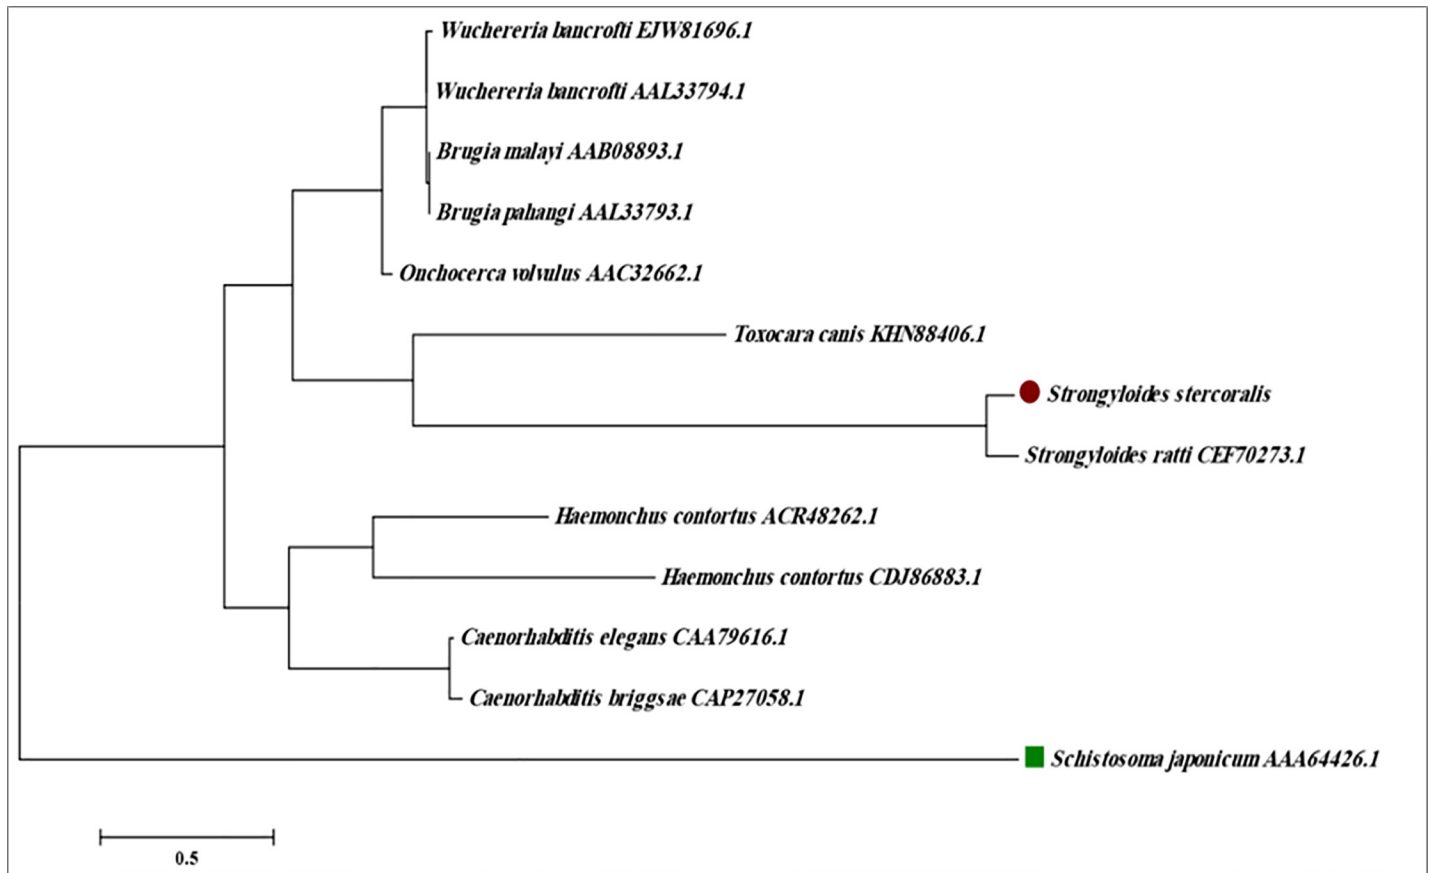 Wuchereria bancrofti EJW81696.1
Wuchereria bancrofti AAL33794.1
Brugia malayi AAB08893.1
Brugia pahangi AAL33793.1
Onchocerca volvulus AAC32662.1
Toxocara canis KHN88406.1
Strongyloides stercoralis
Strongyloides ratti CEF70273.1
Haemonchus contortus ACR48262.1
Haemonchus contortus CDJ86883.1
Caenorhabditis elegans CAA79616.1
Caenorhabditis briggsae CAP27058.1
Schistosoma japonicum AAA64426.1
0.5